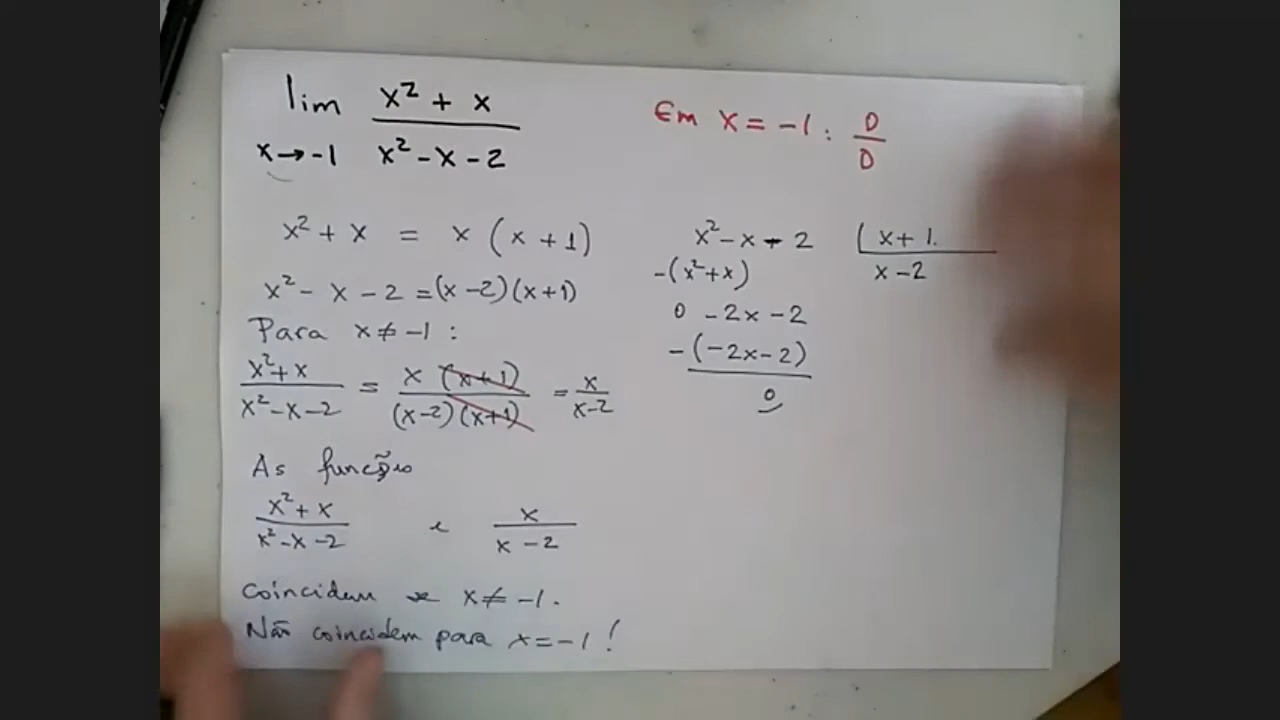 lim x→-1 (x² + x)/(x² - x - 2)
Em x = -1 : 0/0
x² + x = x (x + 1)
x² - x - 2 = (x-2)(x+1)
Para x ≠ -1 :
(x² + x)/(x² - x - 2) = (x (x+1))/((x-2)(x+1)) = x/(x-2)
As funções
(x² + x)/(x² - x - 2) e x/(x - 2)
coincidem se x ≠ -1.
Não coincidem para x = -1 !
x² - x - 2 | x + 1.
-(x² + x) x - 2
0 - 2x - 2
-(-2x - 2)
0